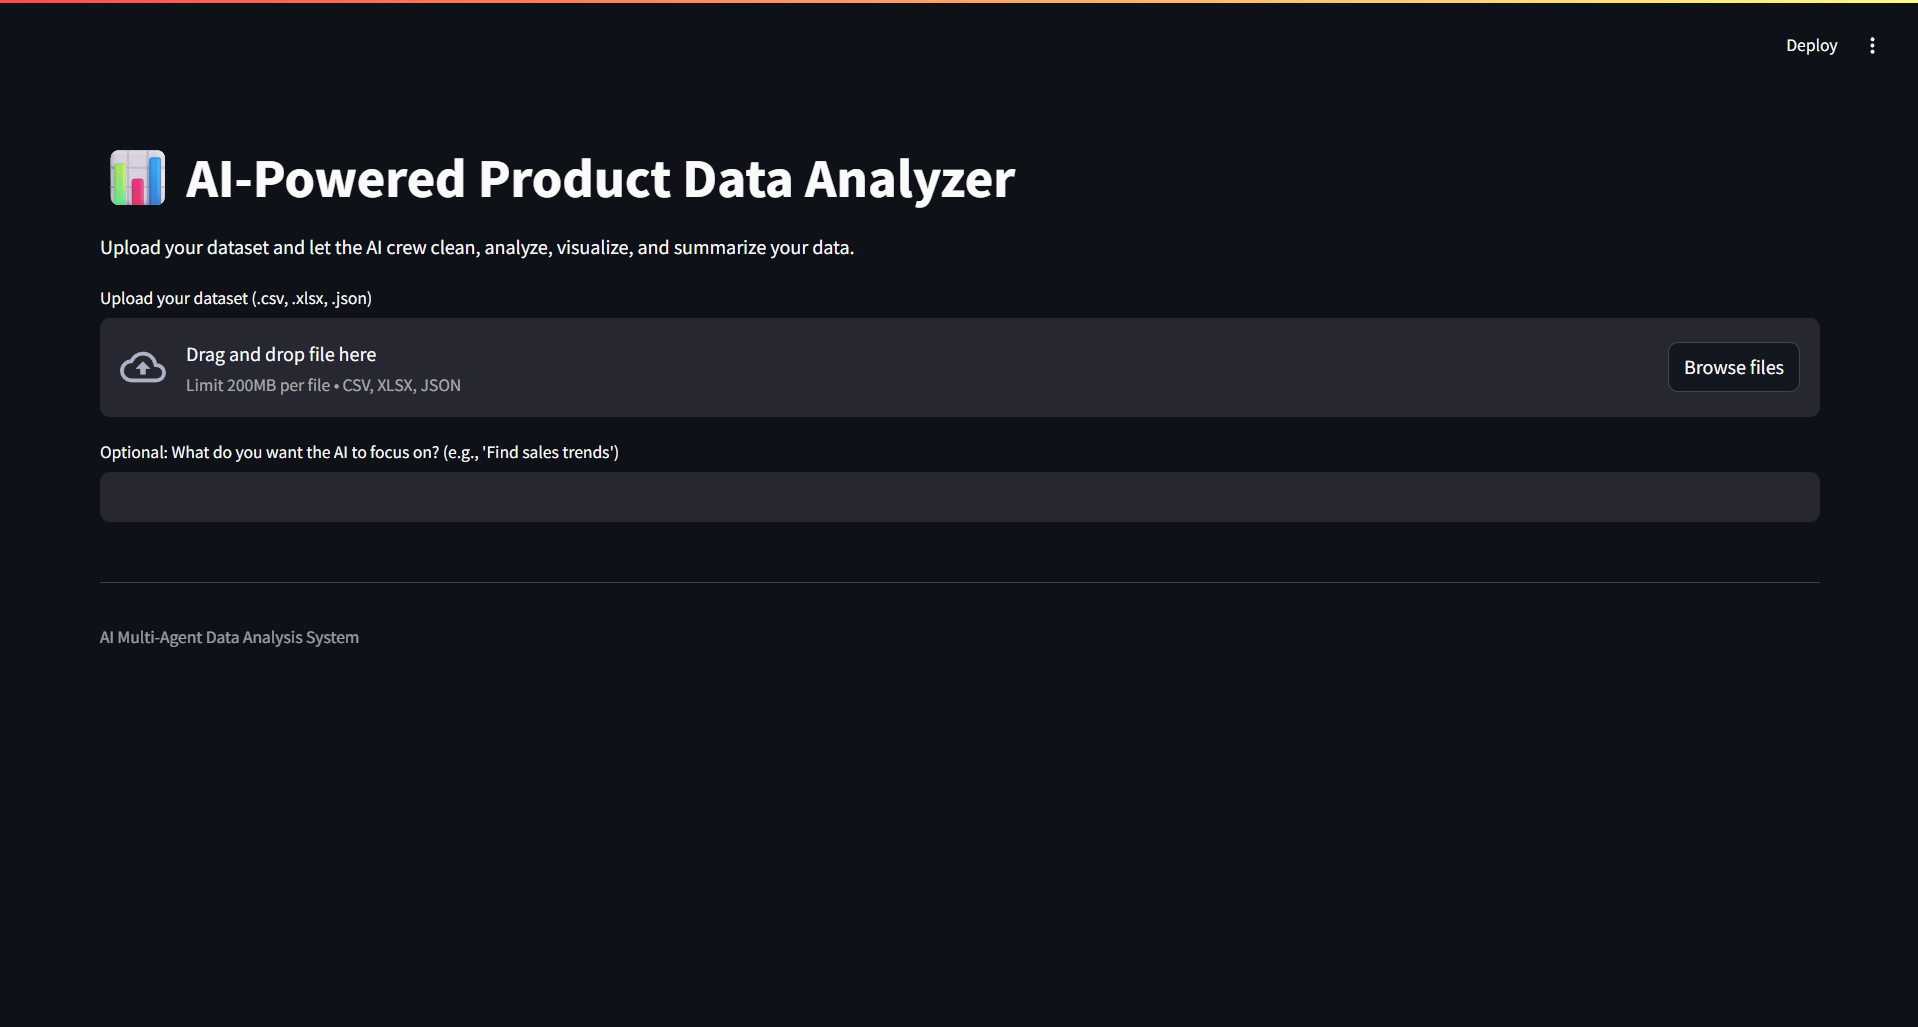 Deploy
AI-Powered Product Data Analyzer
Upload your dataset and let the AI crew clean, analyze, visualize, and summarize your data.
Upload your dataset (.csv, .xlsx, .json)
Drag and drop file here
Limit 200MB per file • CSV, XLSX, JSON
Browse files
Optional: What do you want the AI to focus on? (e.g., 'Find sales trends')
AI Multi-Agent Data Analysis System